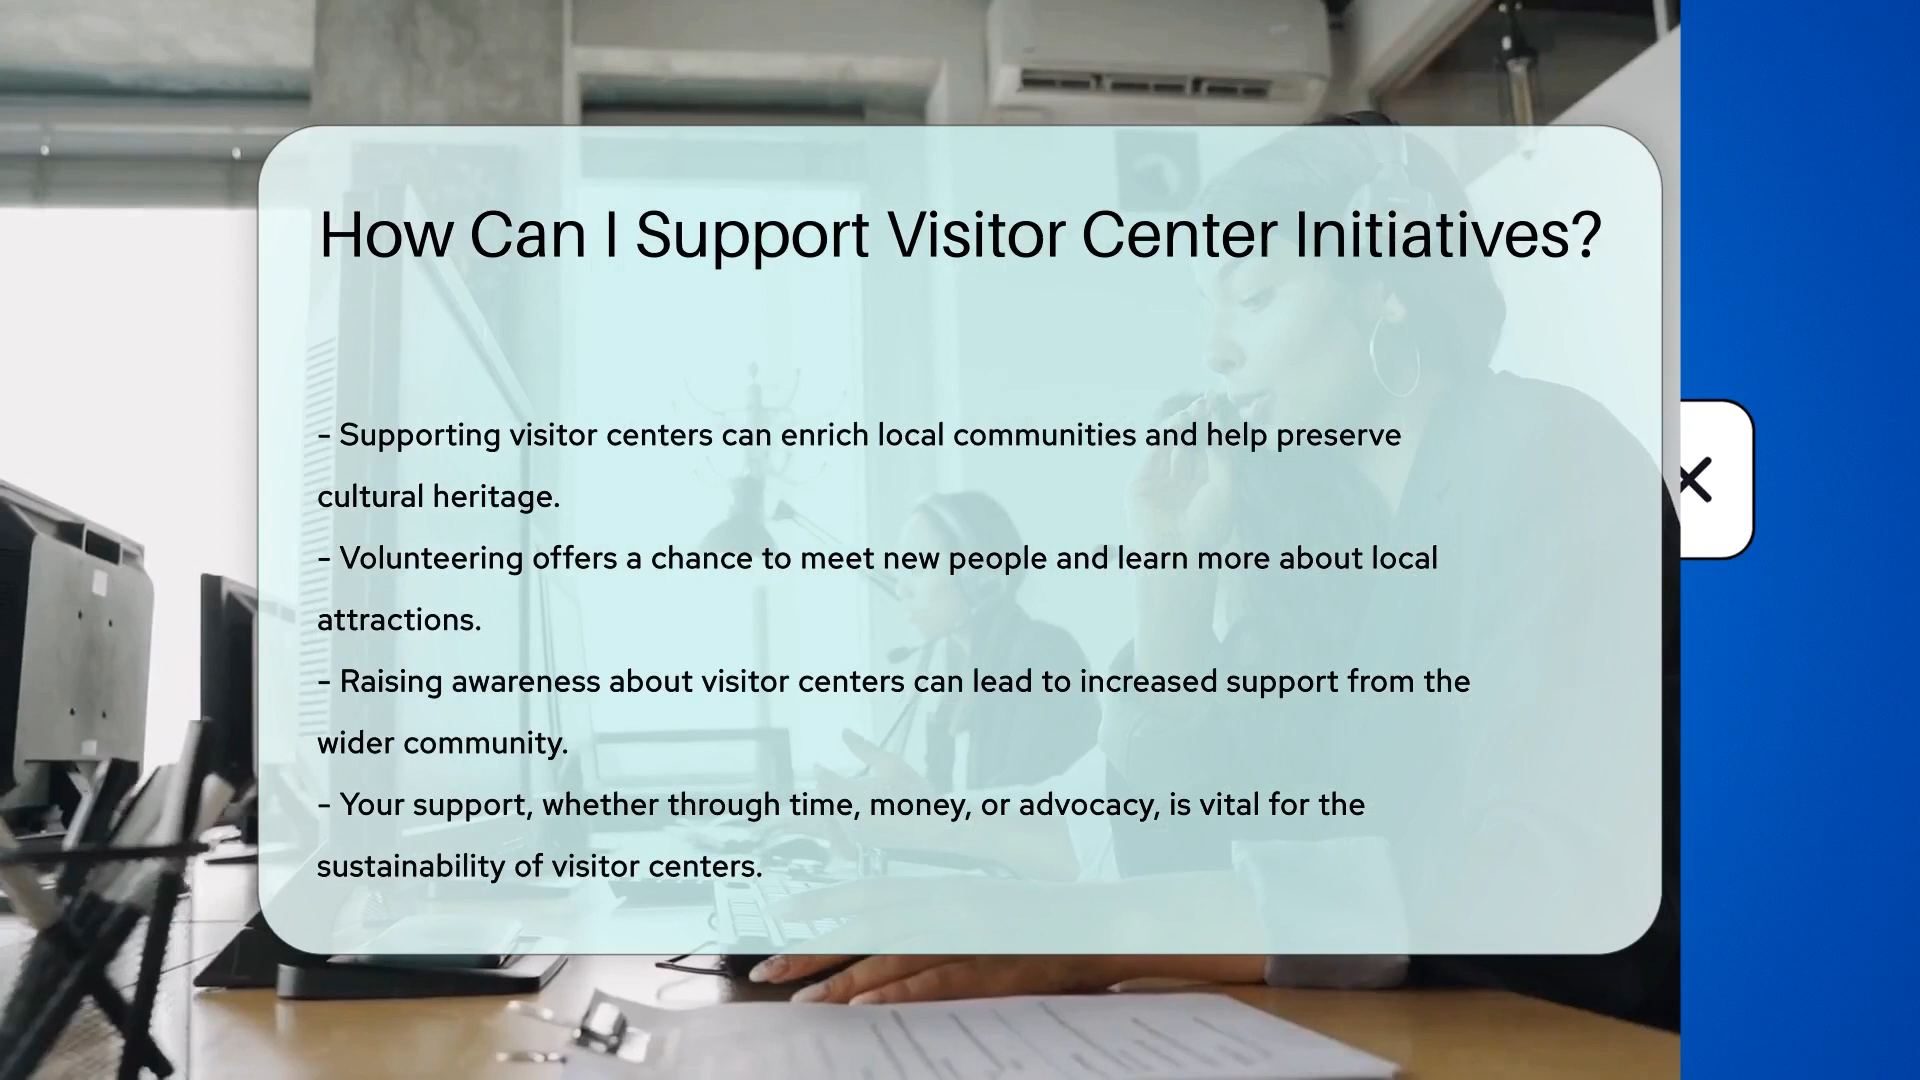 How Can I Support Visitor Center Initiatives?
- Supporting visitor centers can enrich local communities and help preserve
cultural heritage.
- Volunteering offers a chance to meet new people and learn more about local
attractions.
- Raising awareness about visitor centers can lead to increased support from the
wider community.
- Your support, whether through time, money, or advocacy, is vital for the
sustainability of visitor centers.